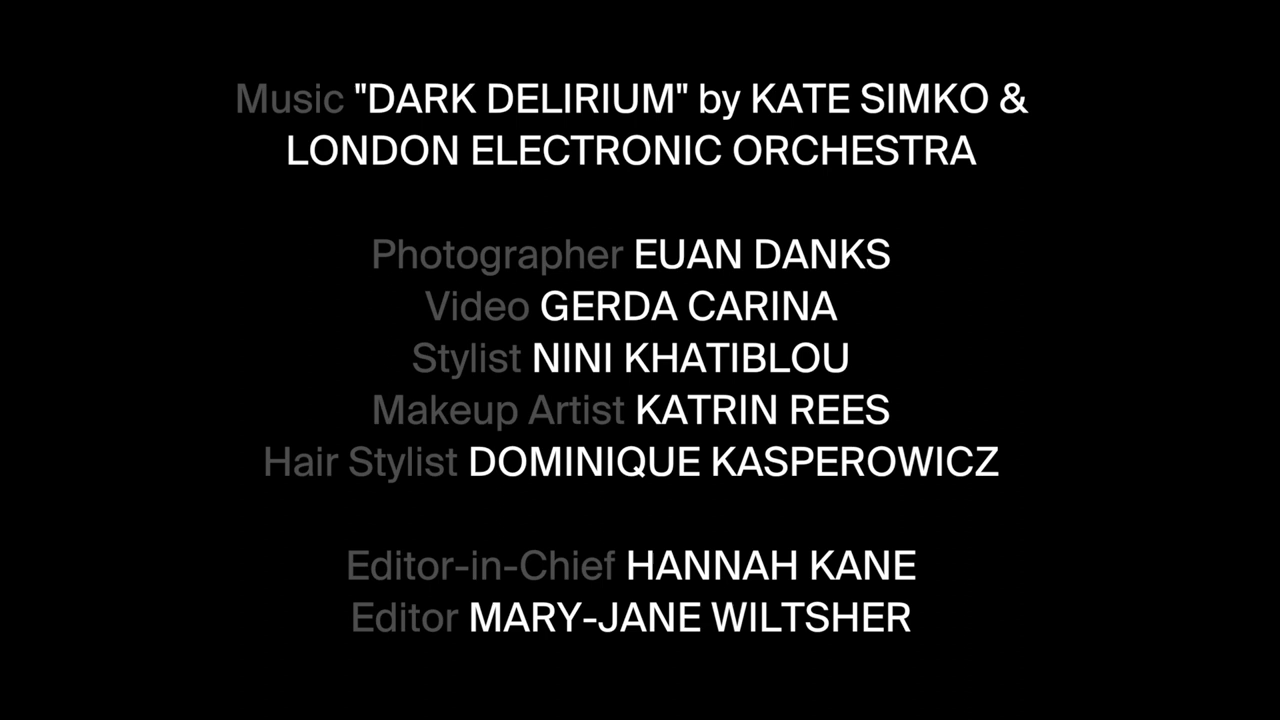 Music "DARK DELIRIUM" by KATE SIMKO &
LONDON ELECTRONIC ORCHESTRA
Photographer EUAN DANKS
Video GERDA CARINA
Stylist NINI KHATIBLOU
Makeup Artist KATRIN REES
Hair Stylist DOMINIQUE KASPEROWICZ
Editor-in-Chief HANNAH KANE
Editor MARY-JANE WILTSHER